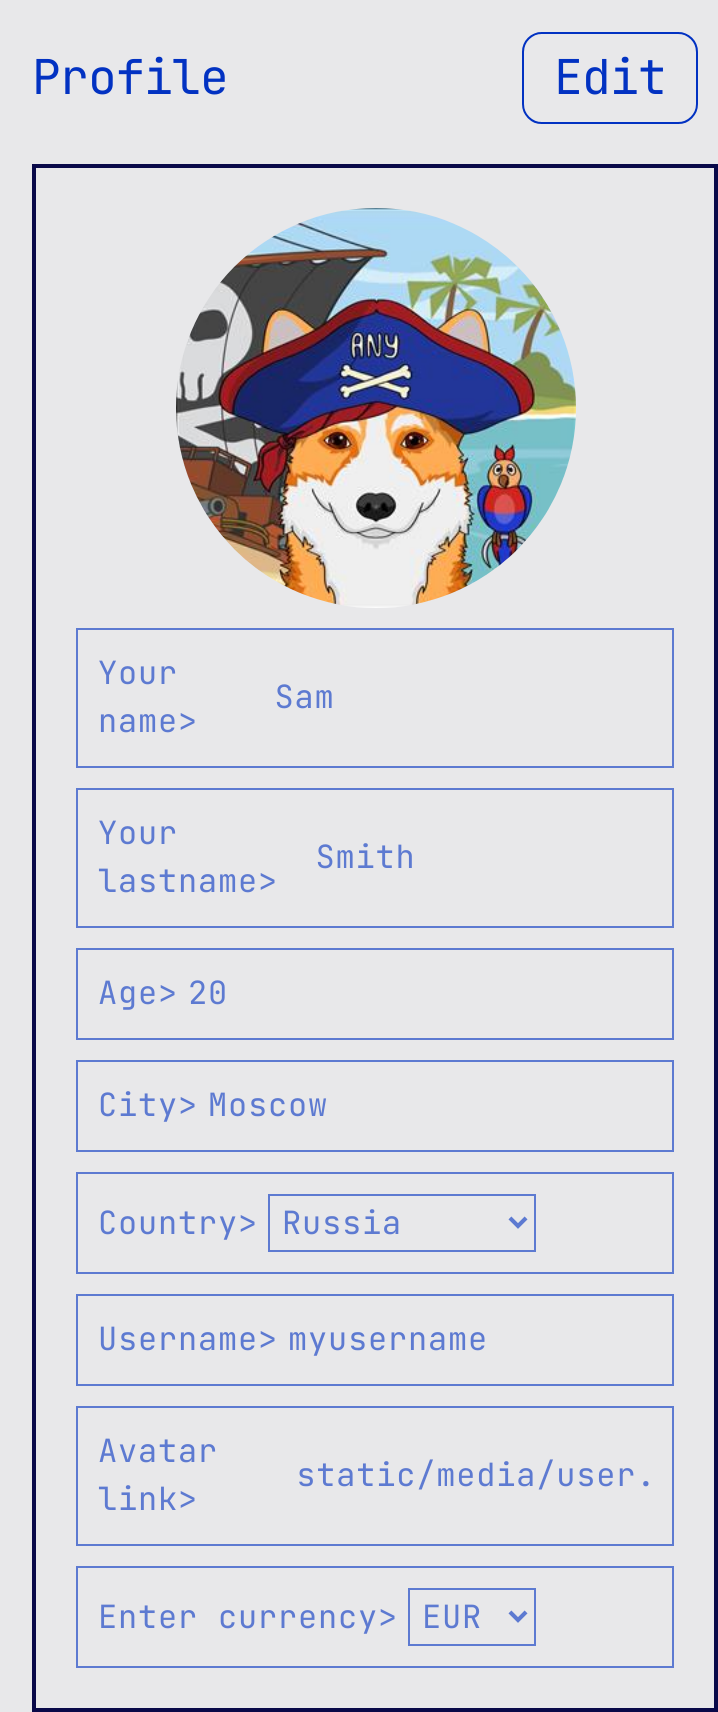 Profile
Edit
ANY
Your
name>
Sam
Your
lastname>
Smith
Age> 20
City> Moscow
Country> Russia
Username> myusername
Avatar
link>
static/media/user.
Enter currency> EUR